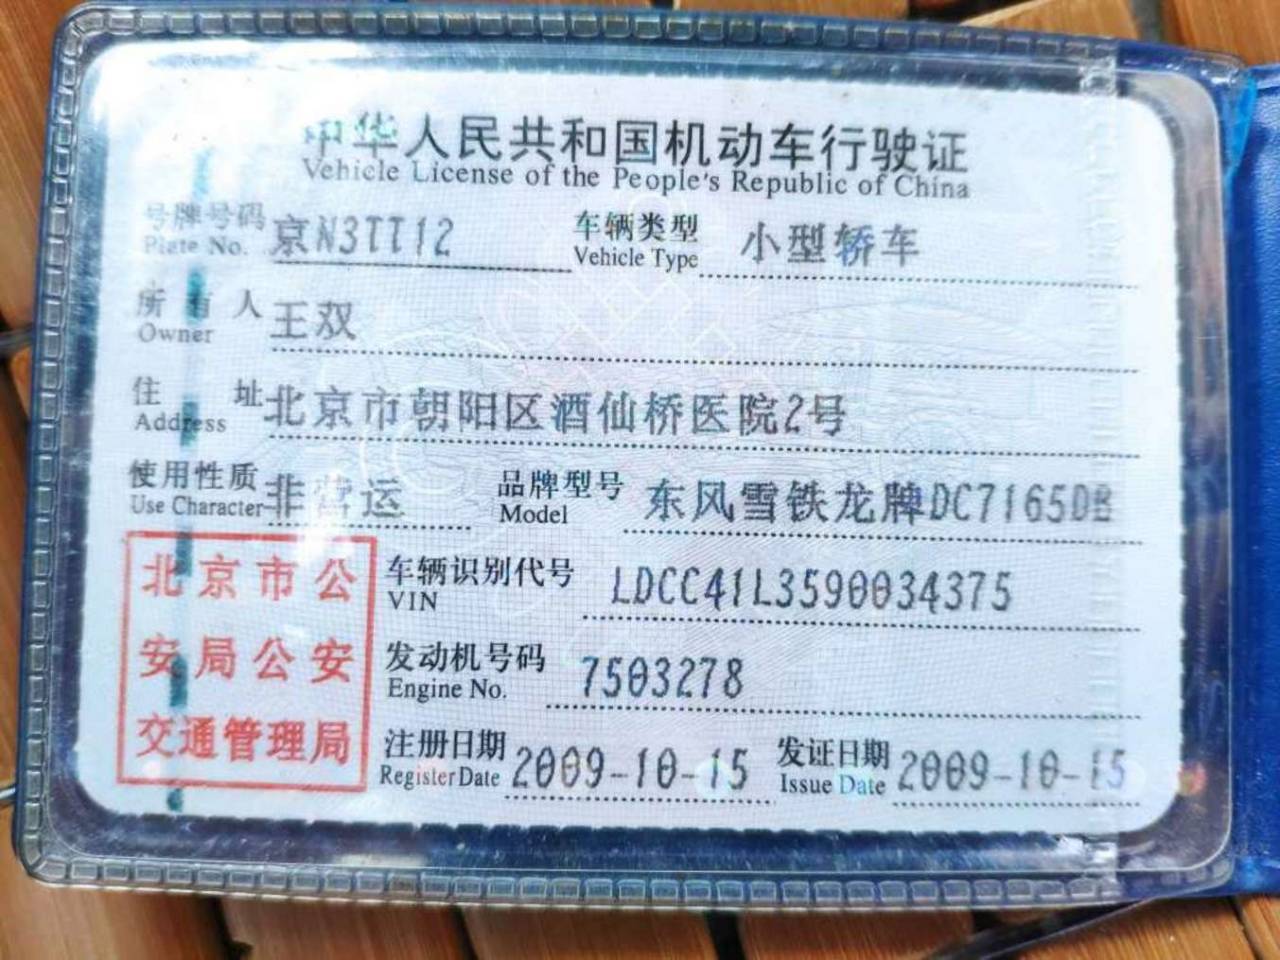 中华人民共和国机动车行驶证
Vehicle License of the People's Republic of China
号牌号码 京N3TT12 车辆类型 小型轿车
Plate No. Vehicle Type
所有人 王双
Owner
住址 北京市朝阳区酒仙桥医院2号
Address
使用性质 非营运 品牌型号 东风雪铁龙牌DC7165DB
Use Character Model
北京市公
安局公安
交通管理局
车辆识别代号 LDCC41L3590034375
VIN
发动机号码 7503278
Engine No.
注册日期 2009-10-15 发证日期 2009-10-15
Register Date Issue Date